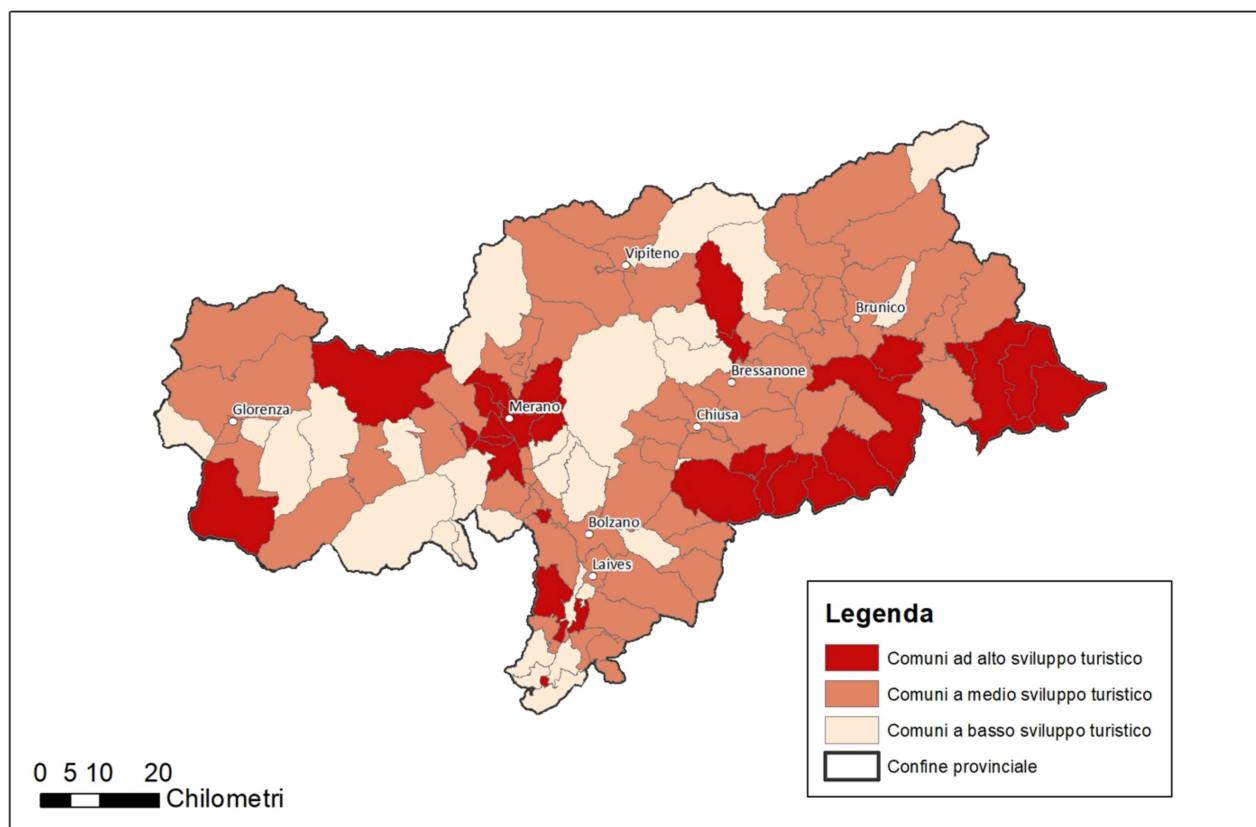 Vipiteno
Brunico
Bressanone
Glorenza
Merano
Chiusa
Bolzano
Laives
Legenda
Comuni ad alto sviluppo turistico
Comuni a medio sviluppo turistico
Comuni a basso sviluppo turistico
Confine provinciale
0 5 10 20
Chilometri